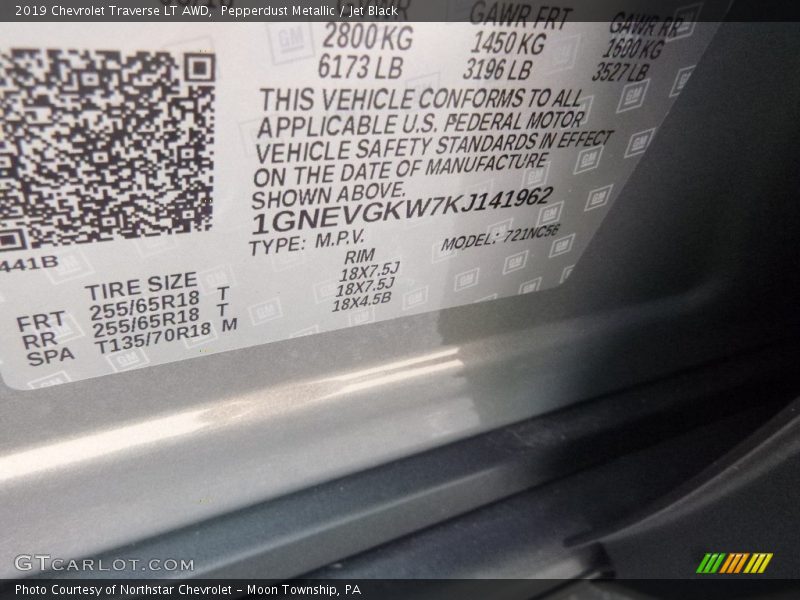 2019 Chevrolet Traverse LT AWD,  Pepperdust Metallic / Jet Black
GAWR FRT GAWR RR
2800 KG 1450 KG 1600 KG
6173 LB 3196 LB 3527 LB
THIS VEHICLE CONFORMS TO ALL
APPLICABLE U.S. FEDERAL MOTOR
VEHICLE SAFETY STANDARDS IN EFFECT
ON THE DATE OF MANUFACTURE
SHOWN ABOVE.
1GNEVGKW7KJ141962
TYPE: M.P.V. MODEL: 721NC56
441B
TIRE SIZE RIM
FRT 255/65R18 T 18X7.5J
RR 255/65R18 T 18X7.5J
SPA T135/70R18 M 18X4.5B
GTCARLOT.COM
Photo Courtesy of Northstar Chevrolet - Moon Township, PA